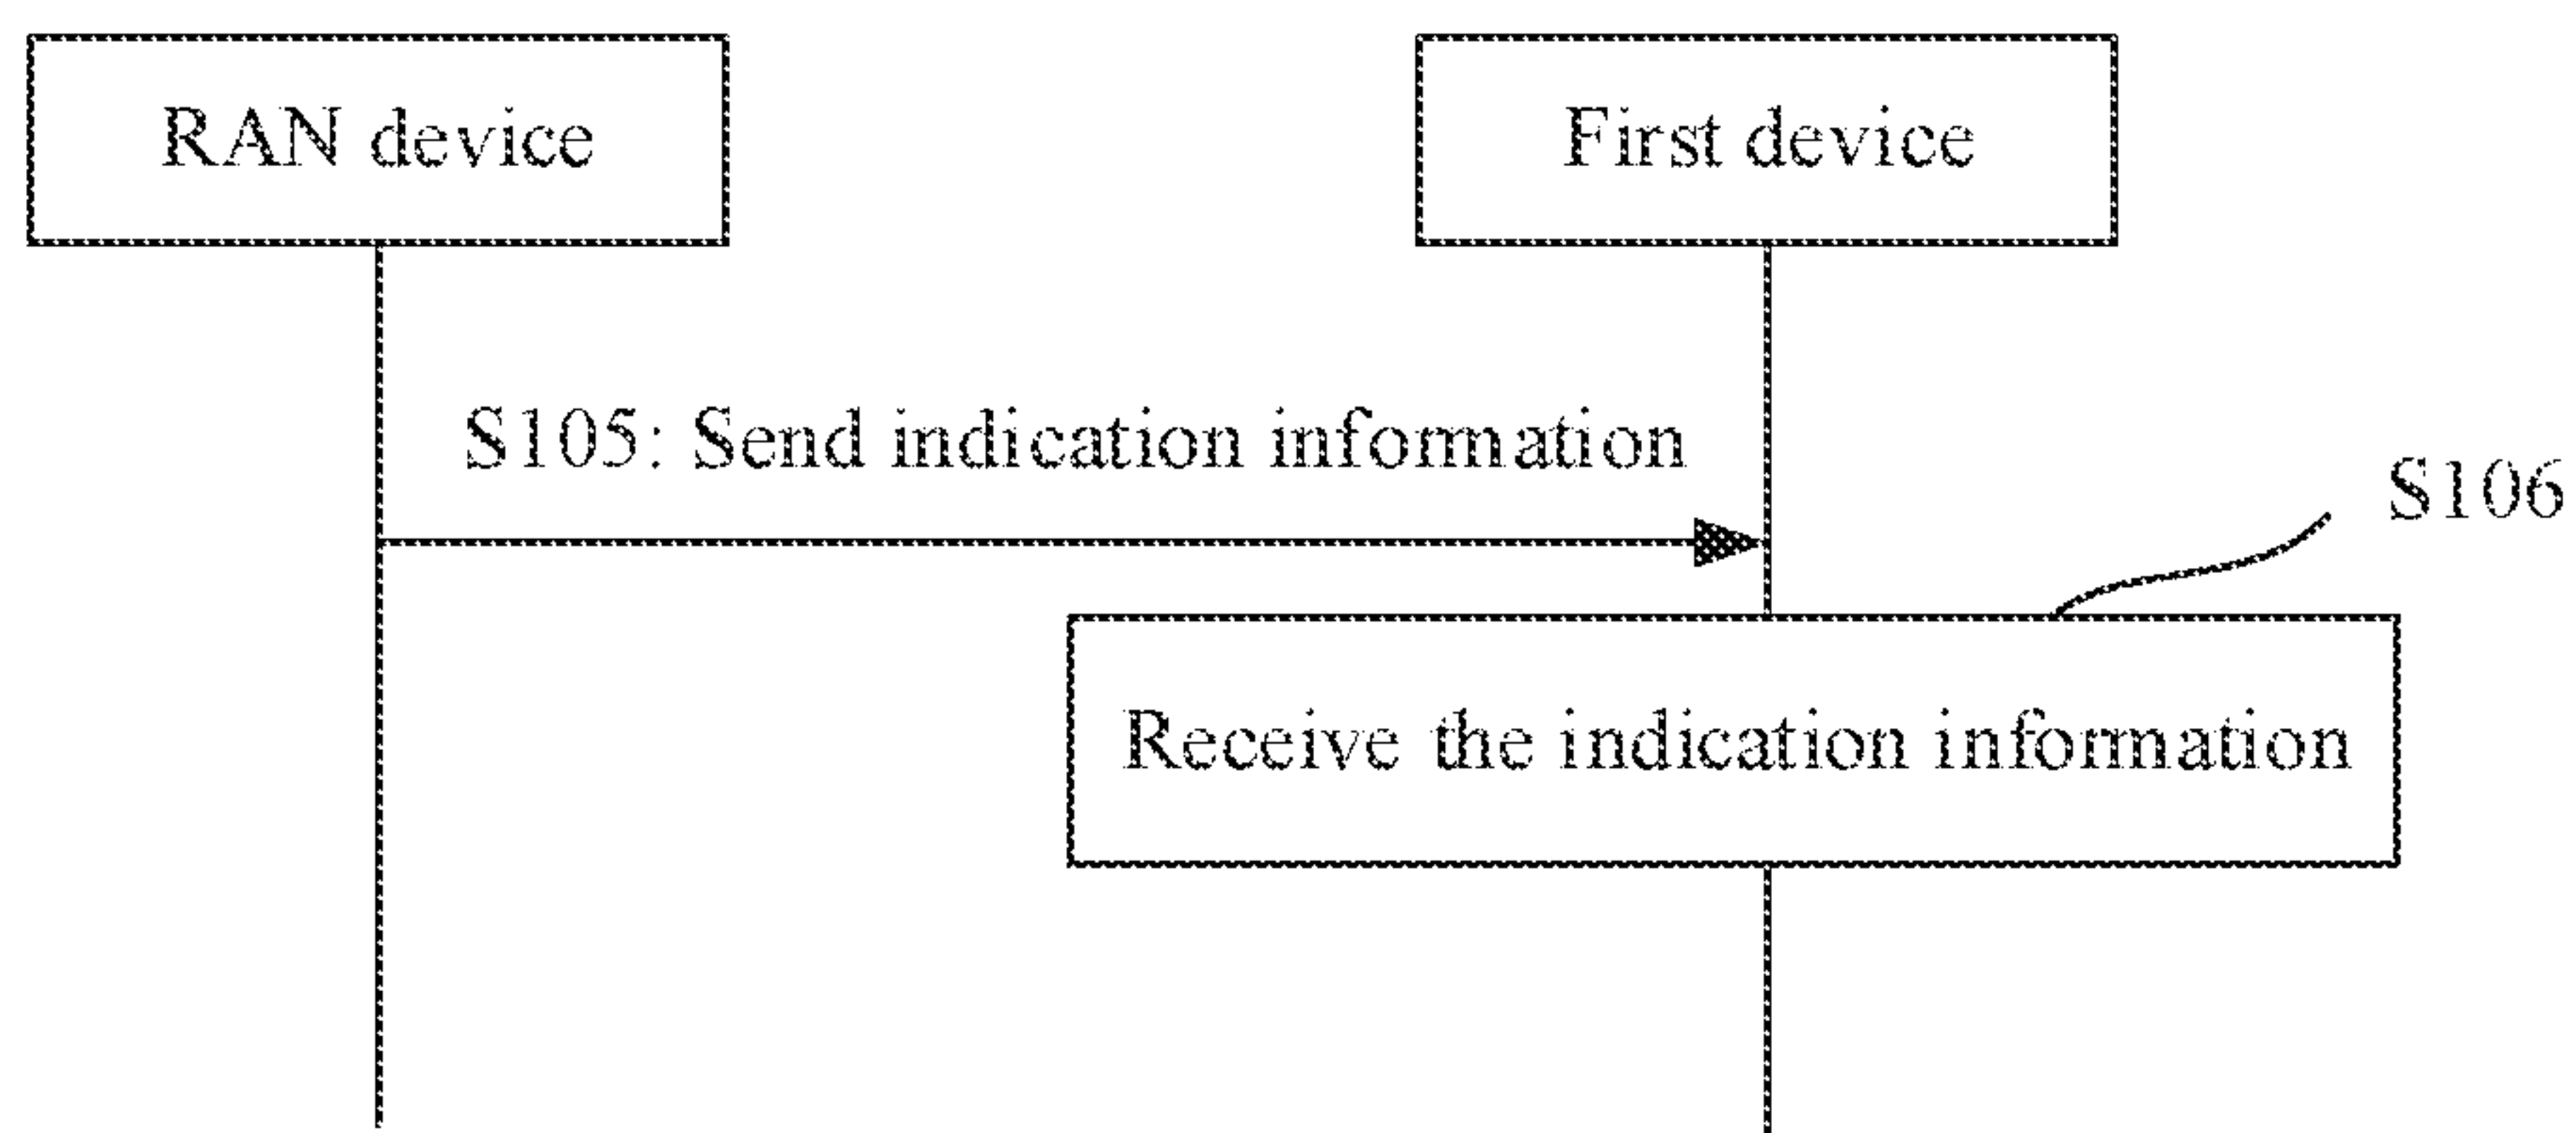 RAN device
First device
S105: Send indication information
S106
Receive the indication information